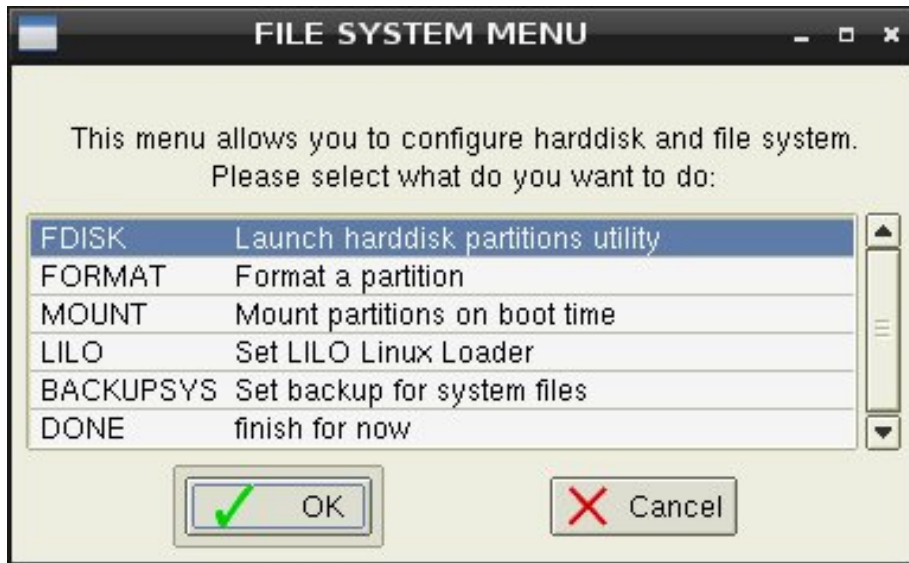 FILE SYSTEM MENU
This menu allows you to configure harddisk and file system.
Please select what do you want to do:
FDISK Launch harddisk partitions utility
FORMAT Format a partition
MOUNT Mount partitions on boot time
LILO Set LILO Linux Loader
BACKUPSYS Set backup for system files
DONE finish for now
OK Cancel